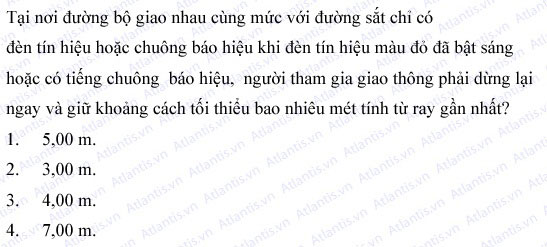 Tại nơi đường bộ giao nhau cùng mức với đường sắt chỉ có
đèn tín hiệu hoặc chuông báo hiệu khi đèn tín hiệu màu đỏ đã bật sáng
hoặc có tiếng chuông báo hiệu, người tham gia giao thông phải dừng lại
ngay và giữ khoảng cách tối thiểu bao nhiêu mét tính từ ray gần nhất?
1. 5,00 m.
2. 3,00 m.
3. 4,00 m.
4. 7,00 m.
Atlantis.vn